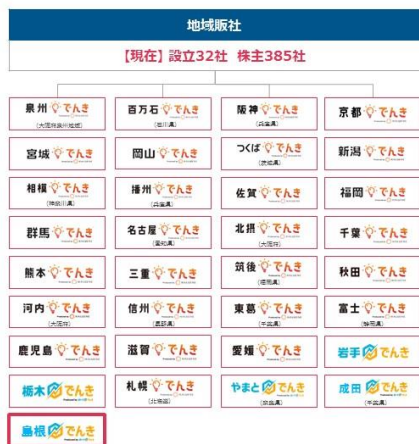 地域販社
【現在】設立32社 株主385社
泉州でんき
(大阪府泉州地域)
百万石でんき
(石川県)
阪神でんき
(兵庫県)
京都でんき
宮城でんき
岡山でんき
つくばでんき
(茨城県)
新潟でんき
相模でんき
(神奈川県)
播州でんき
(兵庫県)
佐賀でんき
福岡でんき
群馬でんき
名古屋でんき
(愛知県)
北摂でんき
(大阪府)
千葉でんき
熊本でんき
三重でんき
筑後でんき
(福岡県)
秋田でんき
河内でんき
(大阪府)
信州でんき
(長野県)
東葛でんき
(千葉県)
富士でんき
(静岡県)
鹿児島でんき
滋賀でんき
愛媛でんき
岩手でんき
栃木でんき
札幌でんき
(北海道)
やまとでんき
(奈良県)
成田でんき
(千葉県)
島根でんき